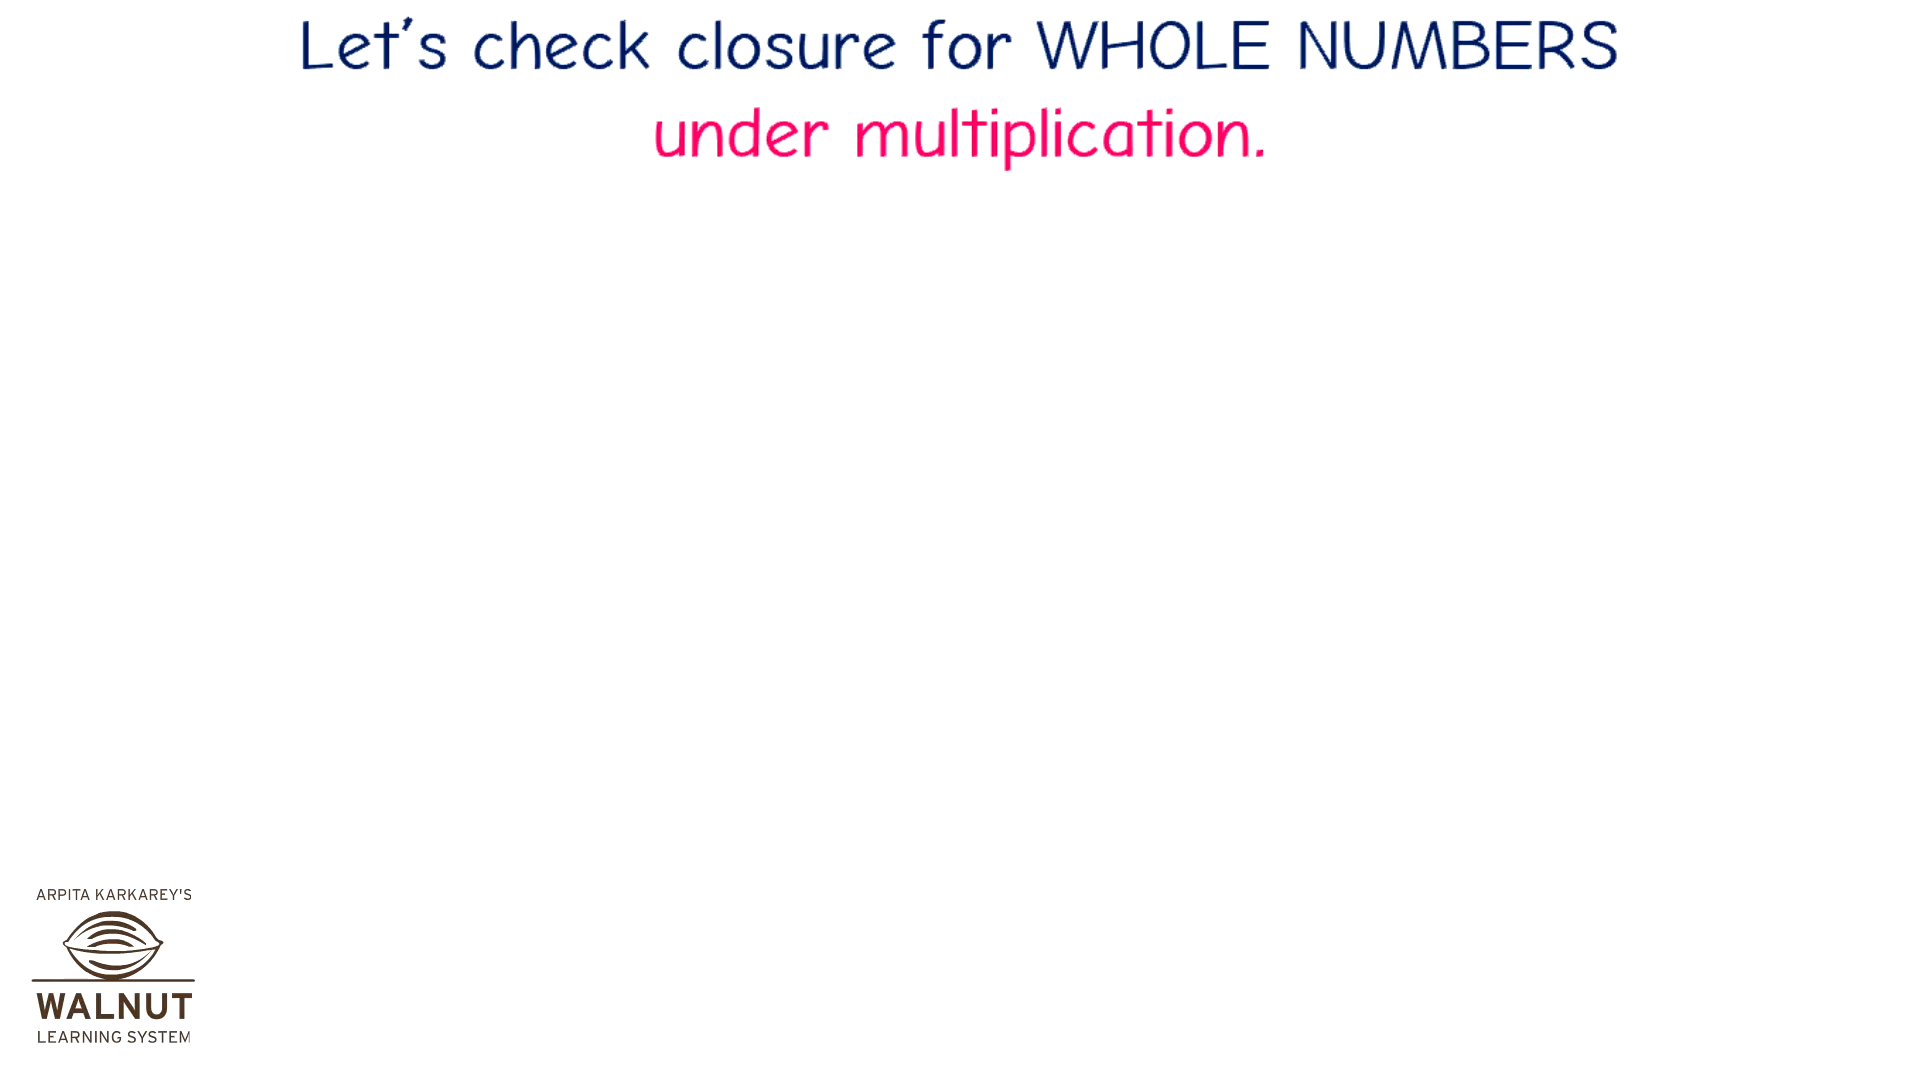 Let's check closure for WHOLE NUMBERS
under multiplication.
ARPITA KARKAREY'S
WALNUT
LEARNING SYSTEM